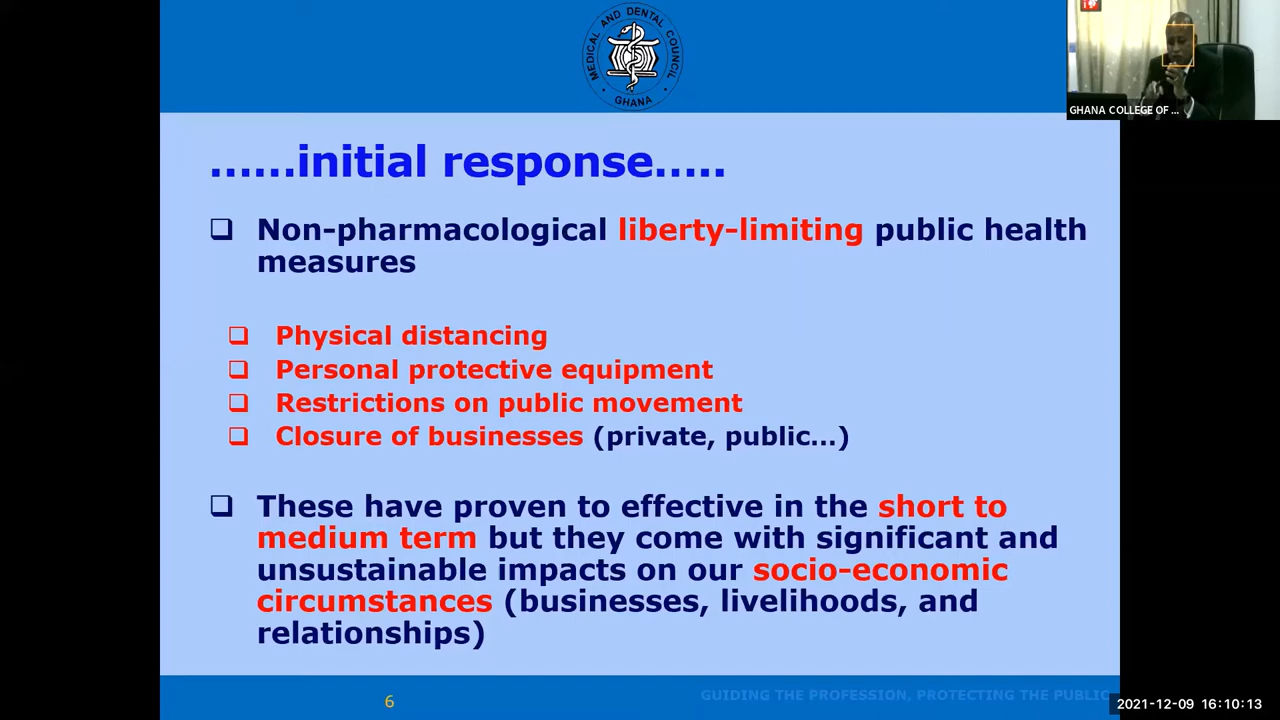 MEDICAL AND DENTAL COUNCIL
GHANA
GHANA COLLEGE OF ...
......initial response.....
Non-pharmacological liberty-limiting public health
measures
Physical distancing
Personal protective equipment
Restrictions on public movement
Closure of businesses (private, public...)
These have proven to effective in the short to
medium term but they come with significant and
unsustainable impacts on our socio-economic
circumstances (businesses, livelihoods, and
relationships)
6
GUIDING THE PROFESSION, PROTECTING THE PUBLIC
2021-12-09 16:10:13